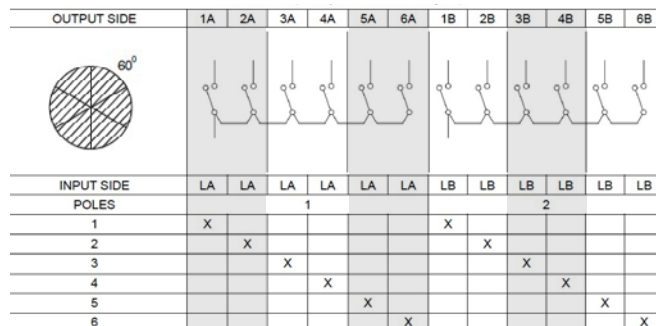 OUTPUT SIDE 1A 2A 3A 4A 5A 6A 1B 2B 3B 4B 5B 6B
60⁰
INPUT SIDE LA LA LA LA LA LA LB LB LB LB LB LB
POLES 1 2
1 X X
2 X X
3 X X
4 X X
5 X X
6 X X